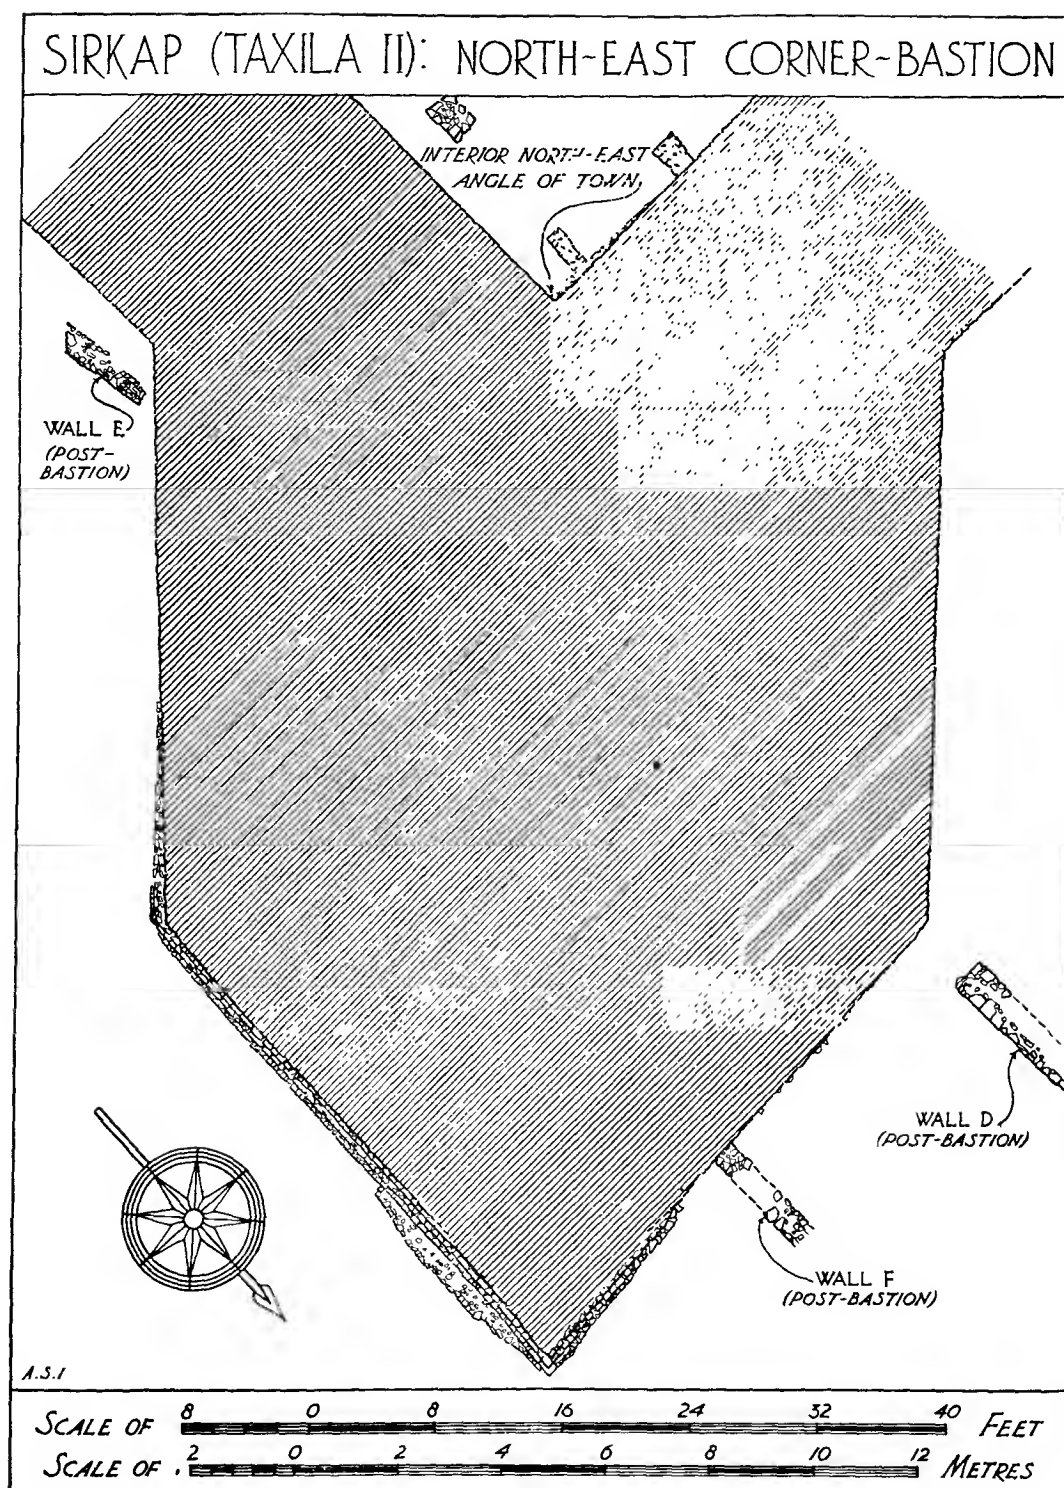 SIRKAP (TAXILA II): NORTH-EAST CORNER-BASTION
INTERIOR NORTH-EAST
ANGLE OF TOWN
WALL E
(POST-
BASTION)
WALL D
(POST-BASTION)
WALL F
(POST-BASTION)
A.S.I
SCALE OF 8 0 8 16 24 32 40 FEET
SCALE OF 2 0 2 4 6 8 10 12 METRES